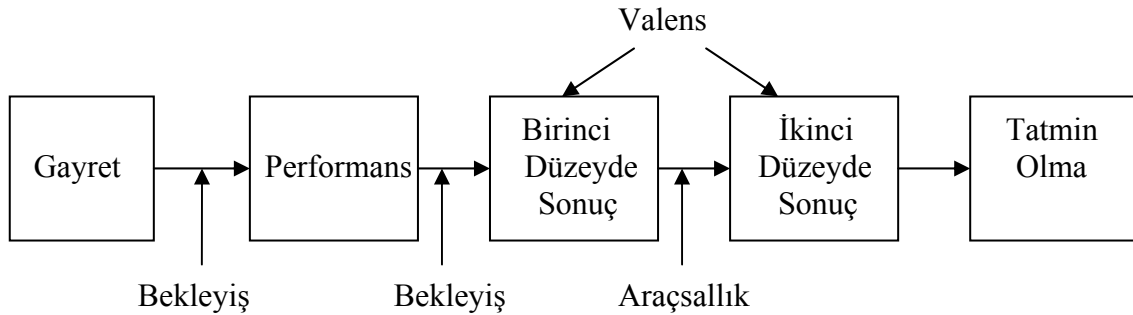 Valens
Gayret
Performans
Birinci
Düzeyde
Sonuç
İkinci
Düzeyde
Sonuç
Tatmin
Olma
Bekleyiş
Bekleyiş
Araçsallık